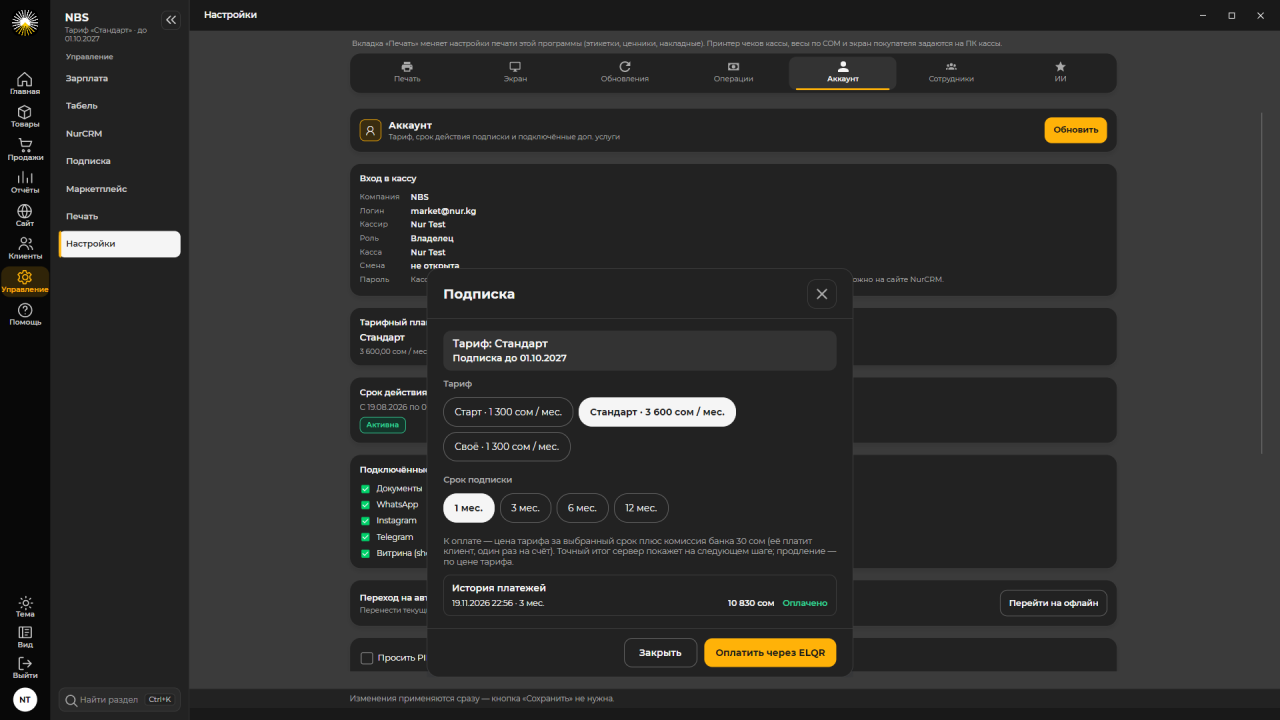 NBS
Тариф «Стандарт» · до
01.10.2027
Управление
Зарплата
Табель
NurCRM
Подписка
Маркетплейс
Печать
Настройки
Найти раздел Ctrl+K
Главная
Товары
Продажи
Отчёты
Сайт
Клиенты
Управление
Помощь
Тема
Вид
Выйти
NT
Настройки
Вкладка «Печать» меняет настройки печати этой программы (этикетки, ценники, накладные). Принтер чеков кассы, весы по COM и экран покупателя задаются на ПК кассы.
Печать
Экран
Обновления
Операции
Аккаунт
Сотрудники
ИИ
Аккаунт
Тариф, срок действия подписки и подключённые доп. услуги
Обновить
Вход в кассу
Компания NBS
Логин market@nur.kg
Кассир Nur Test
Роль Владелец
Касса Nur Test
Смена не открыта
Пароль
ожно на сайте NurCRM.
Тарифный пла
Стандарт
3 600,00 сом / мес
Срок действия
С 19.08.2026 по 0
Активна
Подключённы
Документы
WhatsApp
Instagram
Telegram
Витрина (sh
Переход на авт
Перенести текущ
Перейти на офлайн
Просить PI
Изменения применяются сразу — кнопка «Сохранить» не нужна.
Подписка
Тариф: Стандарт
Подписка до 01.10.2027
Тариф
Старт · 1 300 сом / мес.
Стандарт · 3 600 сом / мес.
Своё · 1 300 сом / мес.
Срок подписки
1 мес.
3 мес.
6 мес.
12 мес.
К оплате — цена тарифа за выбранный срок плюс комиссия банка 30 сом (её платит
клиент, один раз на счёт). Точный итог сервер покажет на следующем шаге; продление —
по цене тарифа.
История платежей
19.11.2026 22:56 · 3 мес. 10 830 сом Оплачено
Закрыть
Оплатить через ELQR